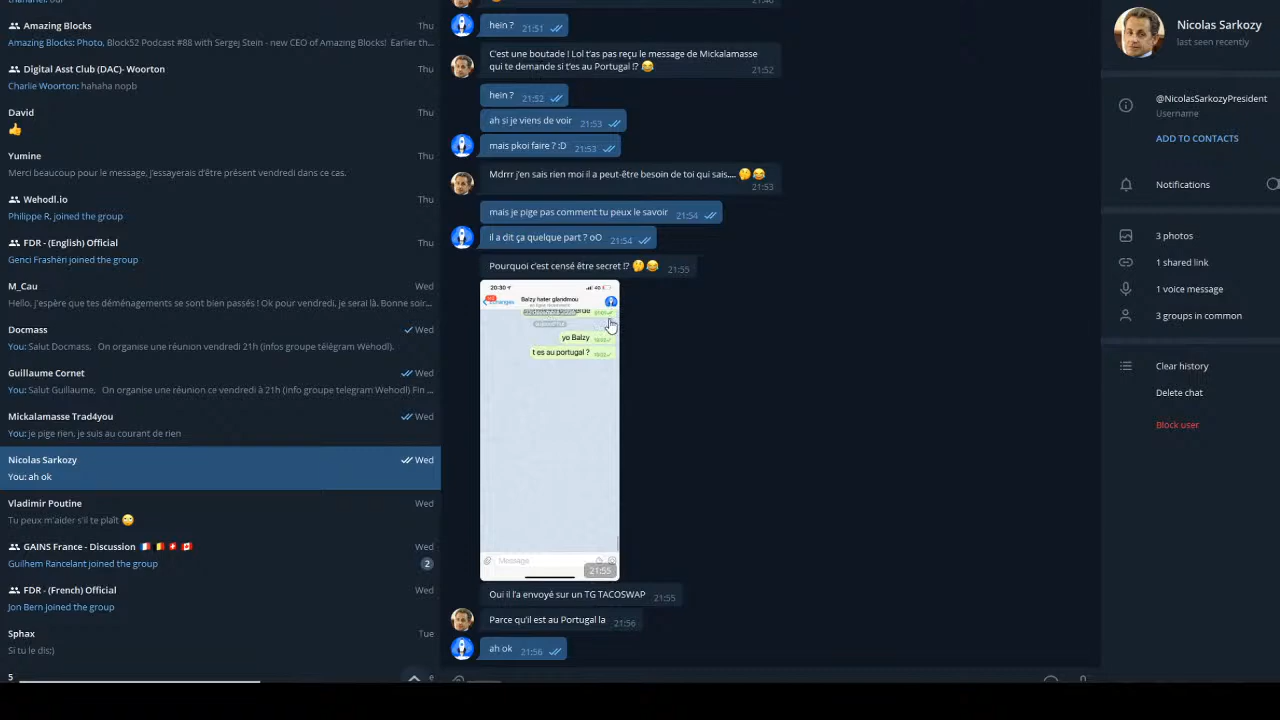 Amazing Blocks
Thu
Amazing Blocks: Photo, Block52 Podcast #88 with Sergej Stein - new CEO of Amazing Blocks! Earlier th...
Digital Asst Club (DAC)- Woorton
Thu
Charlie Woorton: hahaha nopb
David
Thu
👍
Yumine
Thu
Merci beaucoup pour le message, j'essayerais d'être présent vendredi dans ce cas.
Wehodl.io
Thu
Philippe R. joined the group
FDR - (English) Official
Thu
Genci Frashëri joined the group
M_Cau
Thu
Hello, j'espère que tes déménagements se sont bien passés ! Ok pour vendredi, je serai là. Bonne soir...
Docmass
Wed
You: Salut Docmass, On organise une réunion vendredi 21h (infos groupe télégram Wehodl).
Guillaume Cornet
Wed
You: Salut Guillaume, On organise une réunion ce vendredi à 21h (info groupe telegram Wehodl) Fin ...
Mickalamasse Trad4you
Wed
You: je pige rien, je suis au courant de rien
Nicolas Sarkozy
Wed
You: ah ok
Vladimir Poutine
Wed
Tu peux m'aider s'il te plaît 🙄
GAINS France - Discussion 🇫🇷 🇧🇪 🇨🇭 🇨🇦
Wed
Guilhem Rancelant joined the group
2
FDR - (French) Official
Wed
Jon Bern joined the group
Sphax
Tue
Si tu le dis;)
5
hein ? 21:51
C'est une boutade ! Lol t'as pas reçu le message de Mickalamasse
qui te demande si t'es au Portugal !? 😂 21:52
hein ? 21:52
ah si je viens de voir 21:53
mais pkoi faire ? :D 21:53
Mdrrr j'en sais rien moi il a peut-être besoin de toi qui sais.... 🤔😂
21:53
mais je pige pas comment tu peux le savoir 21:54
il a dit ça quelque part ? oO 21:54
Pourquoi c'est censé être secret !? 🤔😂 21:55
20:30
4G
Balzy hater glandmou
yo Balzy
t es au portugal ?
Message
21:55
Oui il l'a envoyé sur un TG TACOSWAP 21:55
Parce qu'il est au Portugal la 21:56
ah ok 21:56
Nicolas Sarkozy
last seen recently
@NicolasSarkozyPresident
Username
ADD TO CONTACTS
Notifications
3 photos
1 shared link
1 voice message
3 groups in common
Clear history
Delete chat
Block user